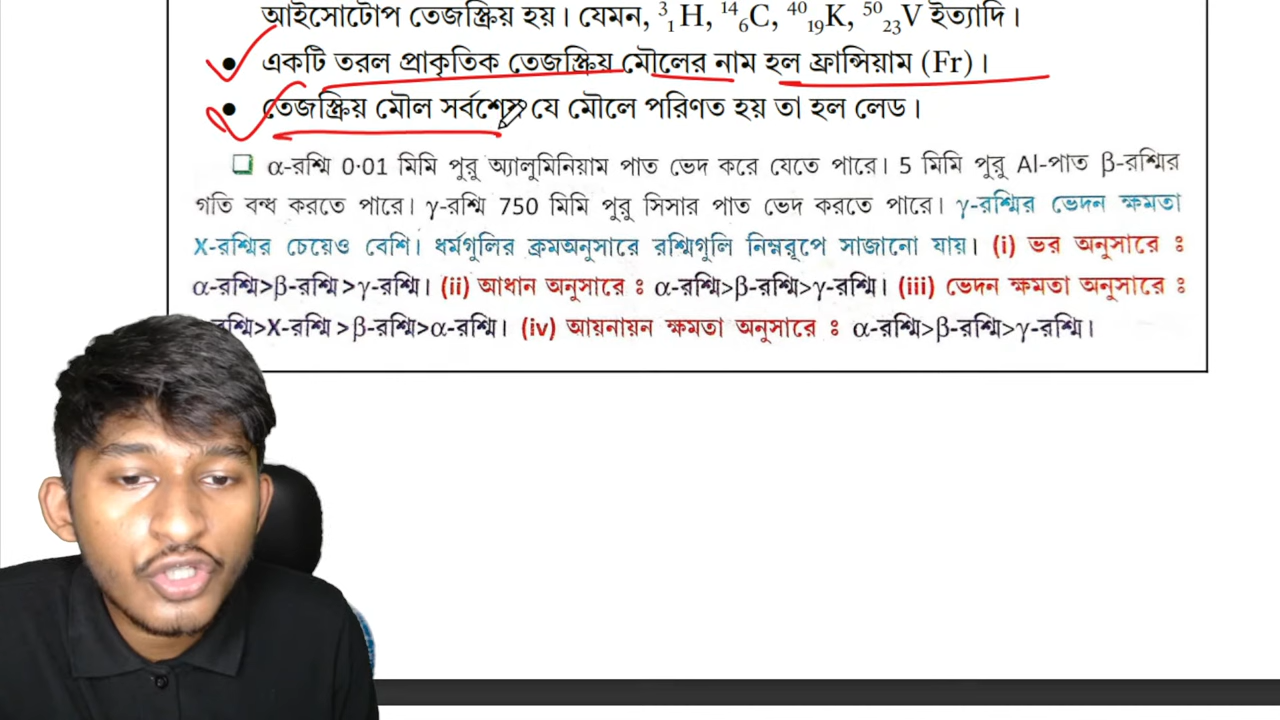 আইসোটোপ তেজস্ক্রিয় হয়। যেমন, ³₁H, ¹⁴₆C, ⁴⁰₁₉K, ⁵⁰₂₃V ইত্যাদি।
• একটি তরল প্রাকৃতিক তেজস্ক্রিয় মৌলের নাম হল ফ্রান্সিয়াম (Fr)।
• তেজস্ক্রিয় মৌল সর্বশেষ যে মৌলে পরিণত হয় তা হল লেড।
❑ α-রশ্মি 0·01 মিমি পুরু অ্যালুমিনিয়াম পাত ভেদ করে যেতে পারে। 5 মিমি পুরু Al-পাত β-রশ্মির
গতি বন্ধ করতে পারে। γ-রশ্মি 750 মিমি পুরু সিসার পাত ভেদ করতে পারে। γ-রশ্মির ভেদন ক্ষমতা
X-রশ্মির চেয়েও বেশি। ধর্মগুলির ক্রমঅনুসারে রশ্মিগুলি নিম্নরূপে সাজানো যায়। (i) ভর অনুসারে ঃ
α-রশ্মি>β-রশ্মি>γ-রশ্মি। (ii) আধান অনুসারে ঃ α-রশ্মি>β-রশ্মি>γ-রশ্মি। (iii) ভেদন ক্ষমতা অনুসারে ঃ
রশ্মি>X-রশ্মি>β-রশ্মি>α-রশ্মি। (iv) আয়নায়ন ক্ষমতা অনুসারে ঃ α-রশ্মি>β-রশ্মি>γ-রশ্মি।